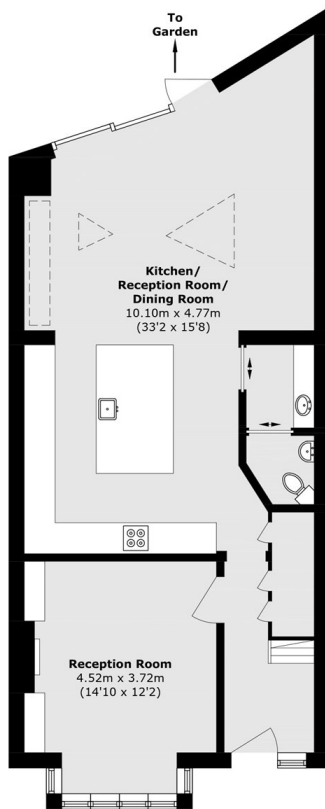 To
Garden
Kitchen/
Reception Room/
Dining Room
10.10m x 4.77m
(33'2 x 15'8)
Reception Room
4.52m x 3.72m
(14'10 x 12'2)